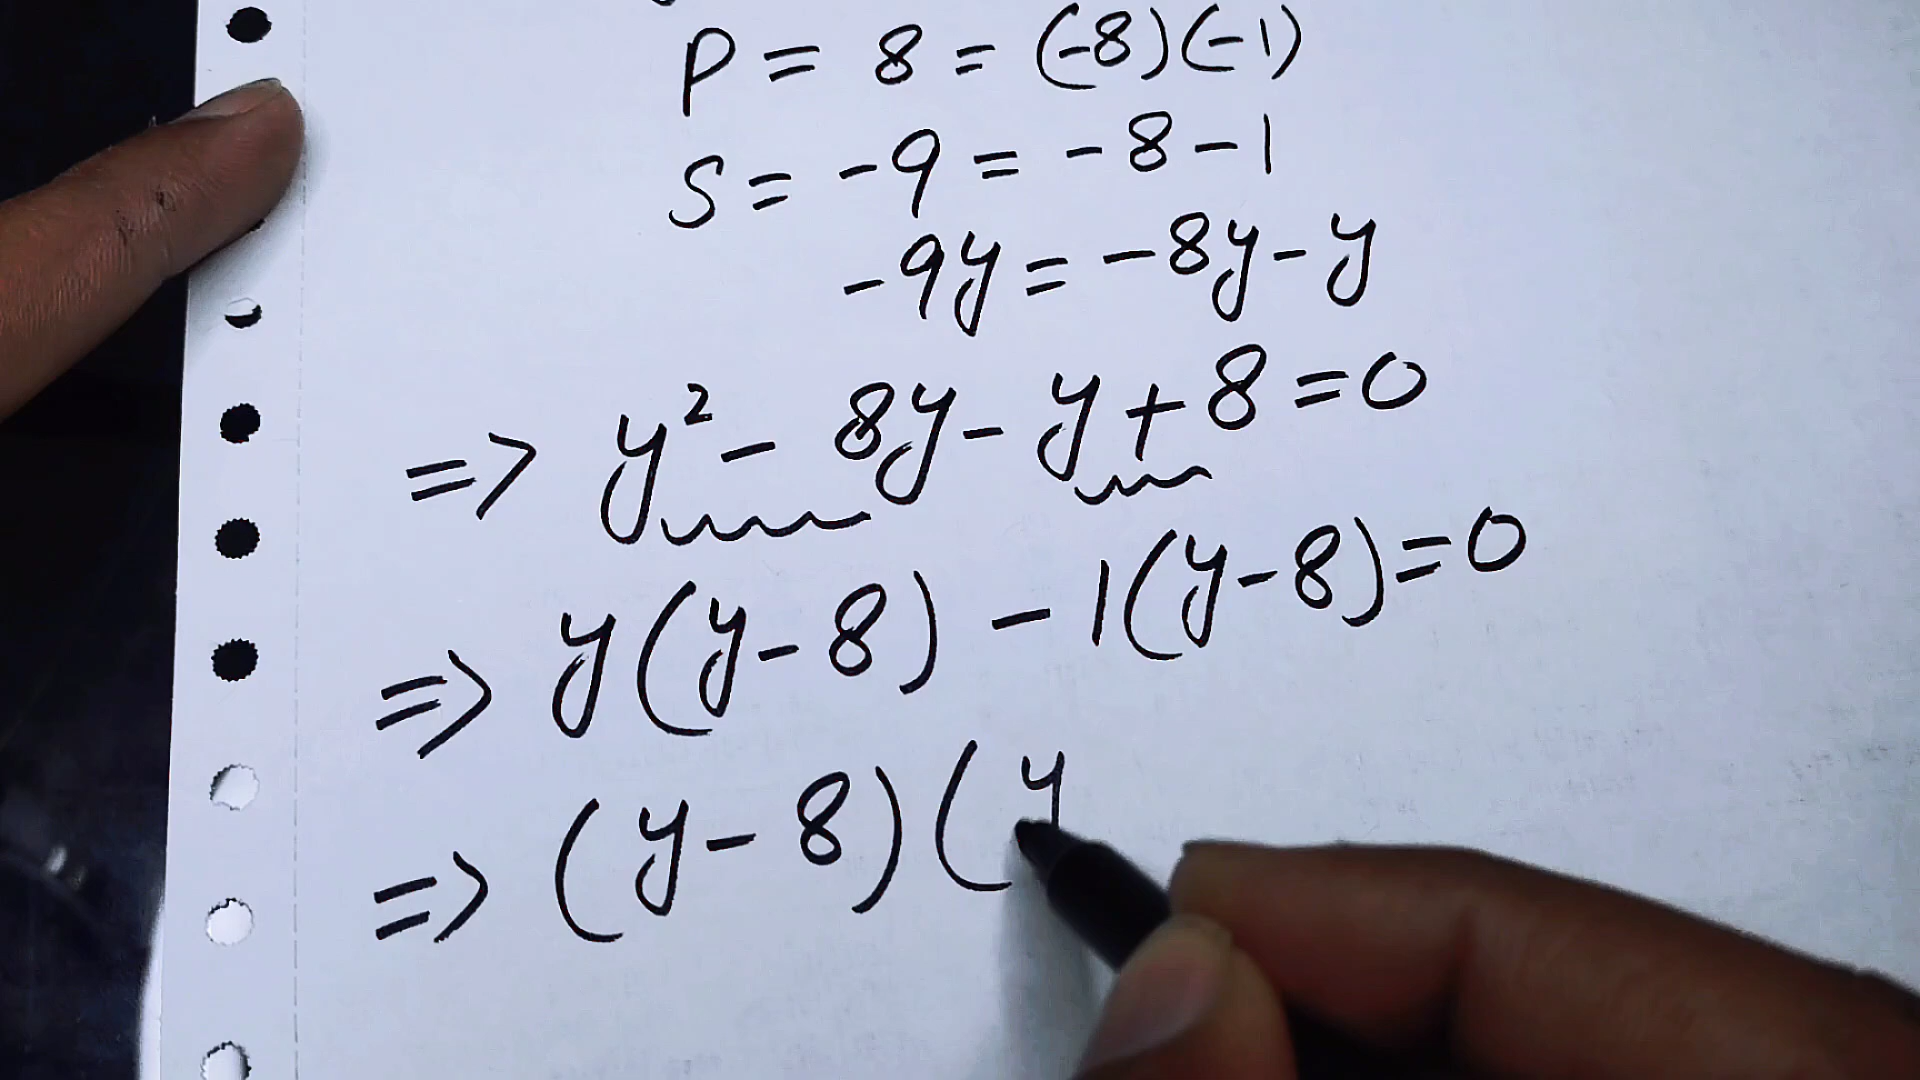 P = 8 = (-8)(-1)
S = -9 = -8-1
-9y = -8y-y
=> y² - 8y - y + 8 = 0
=> y(y-8) - 1(y-8) = 0
=> (y-8)(y